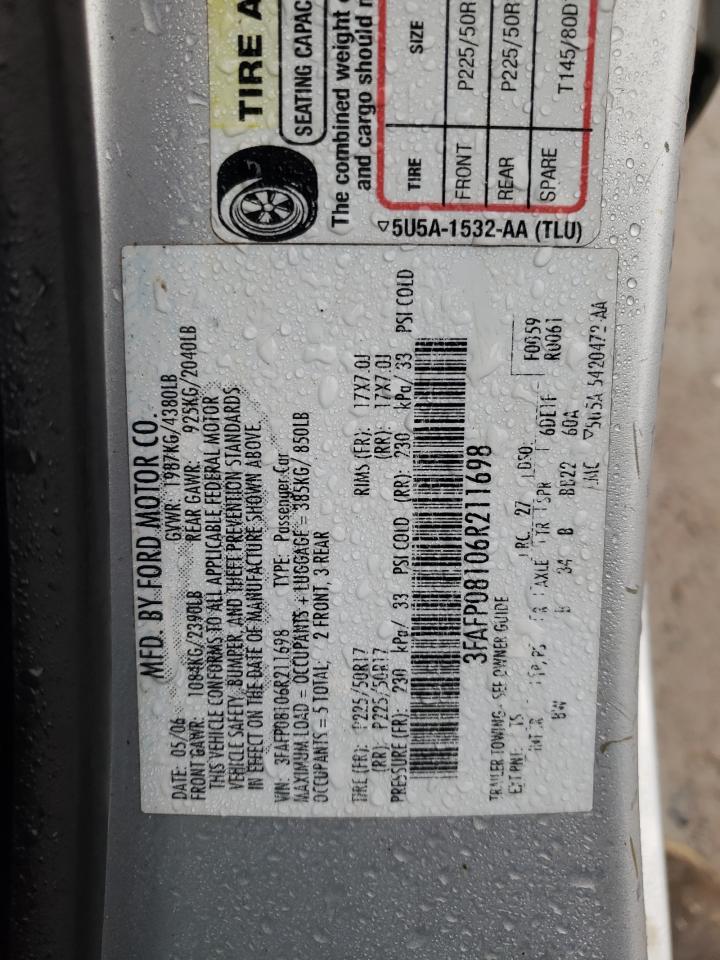 TIRE A
SEATING CAPAC
The combined weight
and cargo should
TIRE SIZE
FRONT P225/50R
REAR P225/50R
SPARE T145/80D
5U5A-1532-AA (TLU)
MFD. BY FORD MOTOR CO.
DATE: 05/06 GVWR: 1987KG/4380LB
FRONT GAWR: 1084KG/2390LB REAR GAWR: 925KG/2040LB
THIS VEHICLE CONFORMS TO ALL APPLICABLE FEDERAL MOTOR
VEHICLE SAFETY, BUMPER, AND THEFT PREVENTION STANDARDS
IN EFFECT ON THE DATE OF MANUFACTURE SHOWN ABOVE.
VIN: 3FAFP08106R211698 TYPE: Passenger Car
MAXIMUM LOAD = OCCUPANTS + LUGGAGE = 385KG/ 850LB
OCCUPANTS = 5 TOTAL; 2 FRONT, 3 REAR
TIRE (FR): P225/50R17 RIMS (FR): 17X7.0J
(RR): P225/50R17 (RR): 17X7.0J
PRESSURE (FR): 230 kPa/ 33 PSI COLD (RR): 230 kPa/ 33 PSI COLD
3FAFP08106R211698
TRAILER TOWING - SEE OWNER GUIDE
EXT PNT: TS RC: 27 DSO: F0059
R0061
BW B 34 B 60A
5U5A 5420472 AA